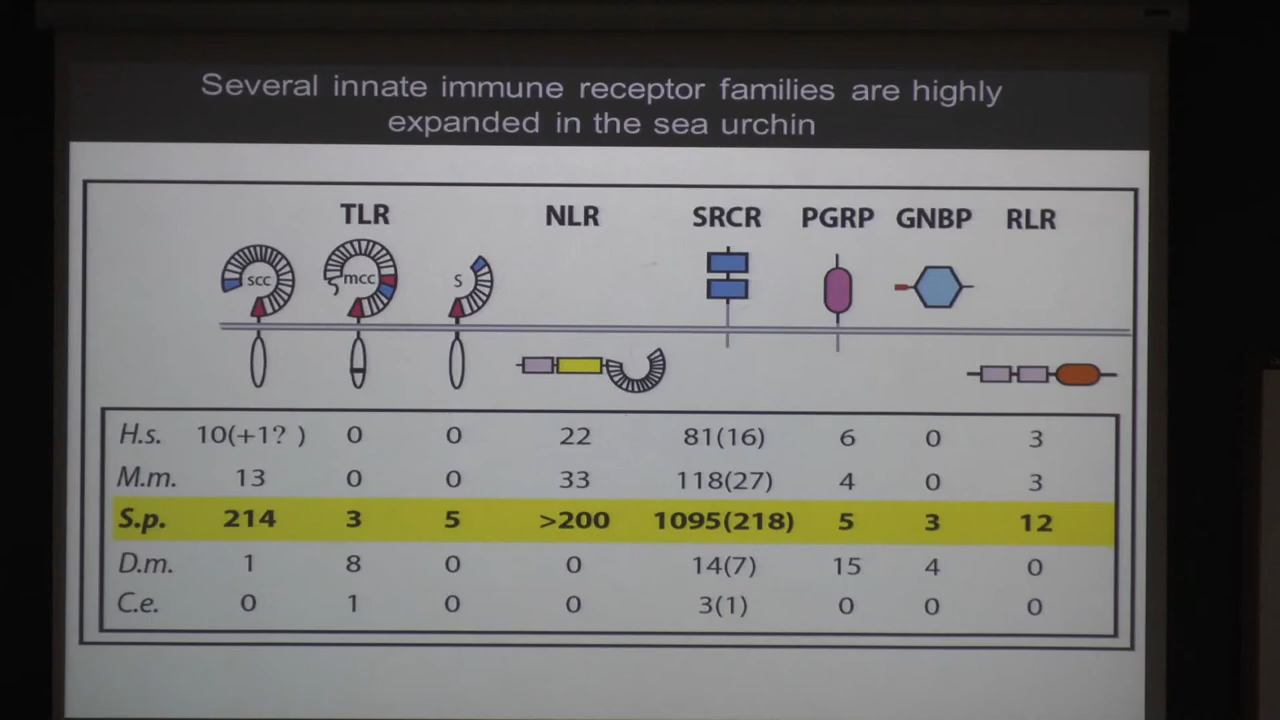 Several innate immune receptor families are highly
expanded in the sea urchin
TLR NLR SRCR PGRP GNBP RLR
scc mcc s
H.s. 10(+1? ) 0 0 22 81(16) 6 0 3
M.m. 13 0 0 33 118(27) 4 0 3
S.p. 214 3 5 >200 1095(218) 5 3 12
D.m. 1 8 0 0 14(7) 15 4 0
C.e. 0 1 0 0 3(1) 0 0 0